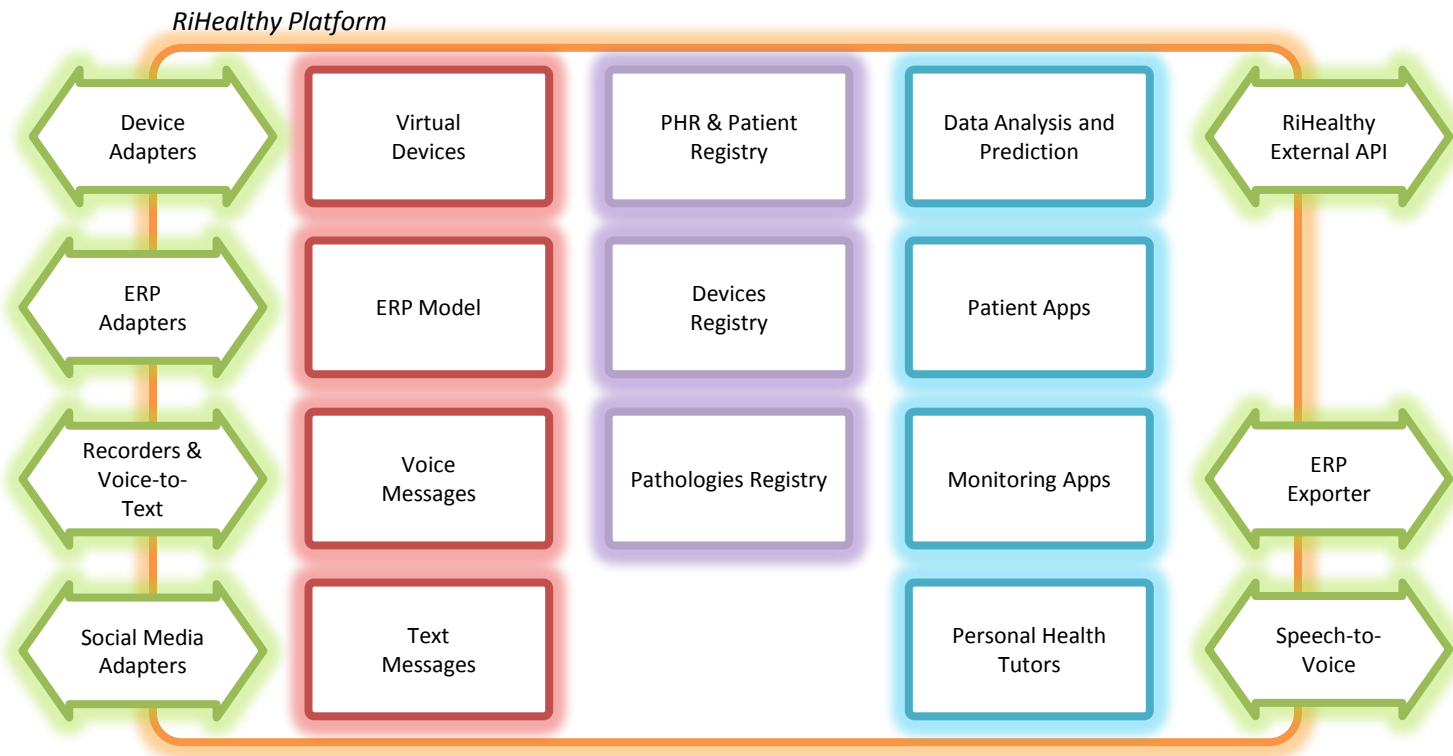 RiHealthy Platform
Device
Adapters
Virtual
Devices
PHR & Patient
Registry
Data Analysis and
Prediction
RiHealthy
External API
ERP
Adapters
ERP Model
Devices
Registry
Patient Apps
Recorders &
Voice-to-
Text
Voice
Messages
Pathologies Registry
Monitoring Apps
ERP
Exporter
Social Media
Adapters
Text
Messages
Personal Health
Tutors
Speech-to-
Voice